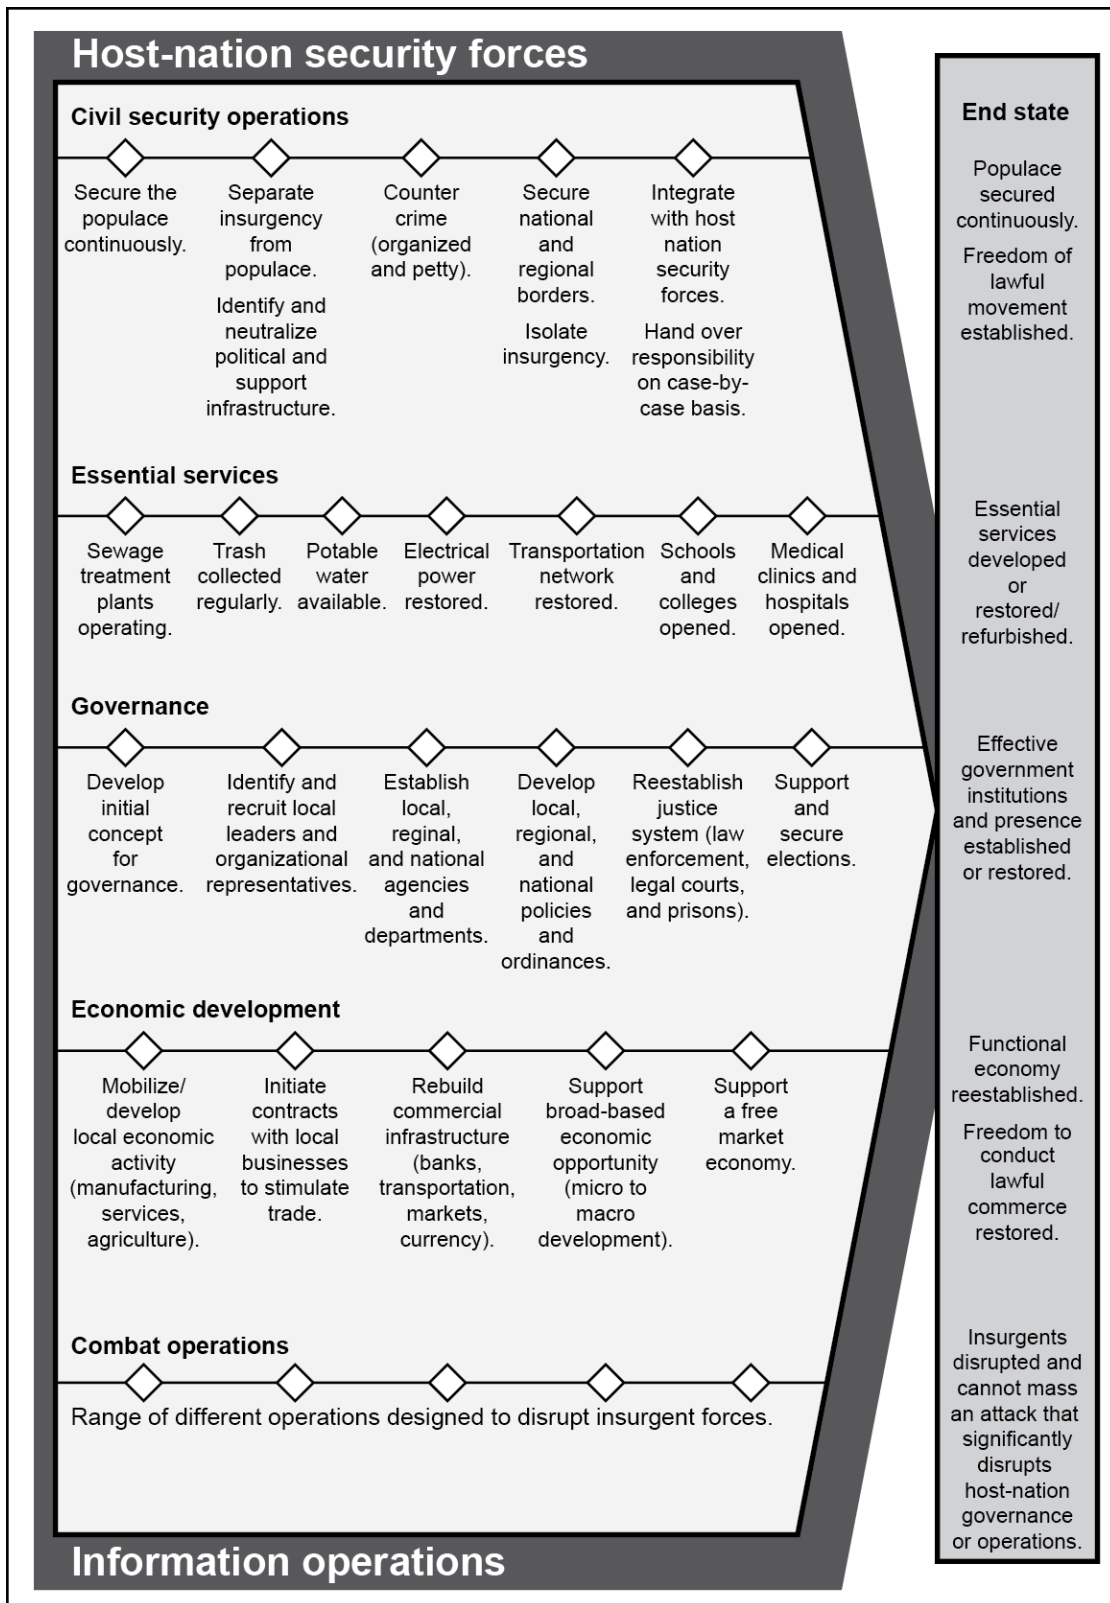 Host-nation security forces
Civil security operations
Secure the
populace
continuously.
Separate
insurgency
from
populace.
Identify and
neutralize
political and
support
infrastructure.
Counter
crime
(organized
and petty).
Secure
national
and
regional
borders.
Isolate
insurgency.
Integrate
with host
nation
security
forces.
Hand over
responsibility
on case-by-
case basis.
Essential services
Sewage
treatment
plants
operating.
Trash
collected
regularly.
Potable
water
available.
Electrical
power
restored.
Transportation
network
restored.
Schools
and
colleges
opened.
Medical
clinics and
hospitals
opened.
Governance
Develop
initial
concept
for
governance.
Identify and
recruit local
leaders and
organizational
representatives.
Establish
local,
reginal,
and national
agencies
and
departments.
Develop
local,
regional,
and
national
policies
and
ordinances.
Reestablish
justice
system (law
enforcement,
legal courts,
and prisons).
Support
and
secure
elections.
Economic development
Mobilize/
develop
local economic
activity
(manufacturing,
services,
agriculture).
Initiate
contracts
with local
businesses
to stimulate
trade.
Rebuild
commercial
infrastructure
(banks,
transportation,
markets,
currency).
Support
broad-based
economic
opportunity
(micro to
macro
development).
Support
a free
market
economy.
Combat operations
Range of different operations designed to disrupt insurgent forces.
Information operations
End state
Populace
secured
continuously.
Freedom of
lawful
movement
established.
Essential
services
developed
or
restored/
refurbished.
Effective
government
institutions
and presence
established
or restored.
Functional
economy
reestablished.
Freedom to
conduct
lawful
commerce
restored.
Insurgents
disrupted and
cannot mass
an attack that
significantly
disrupts
host-nation
governance
or operations.